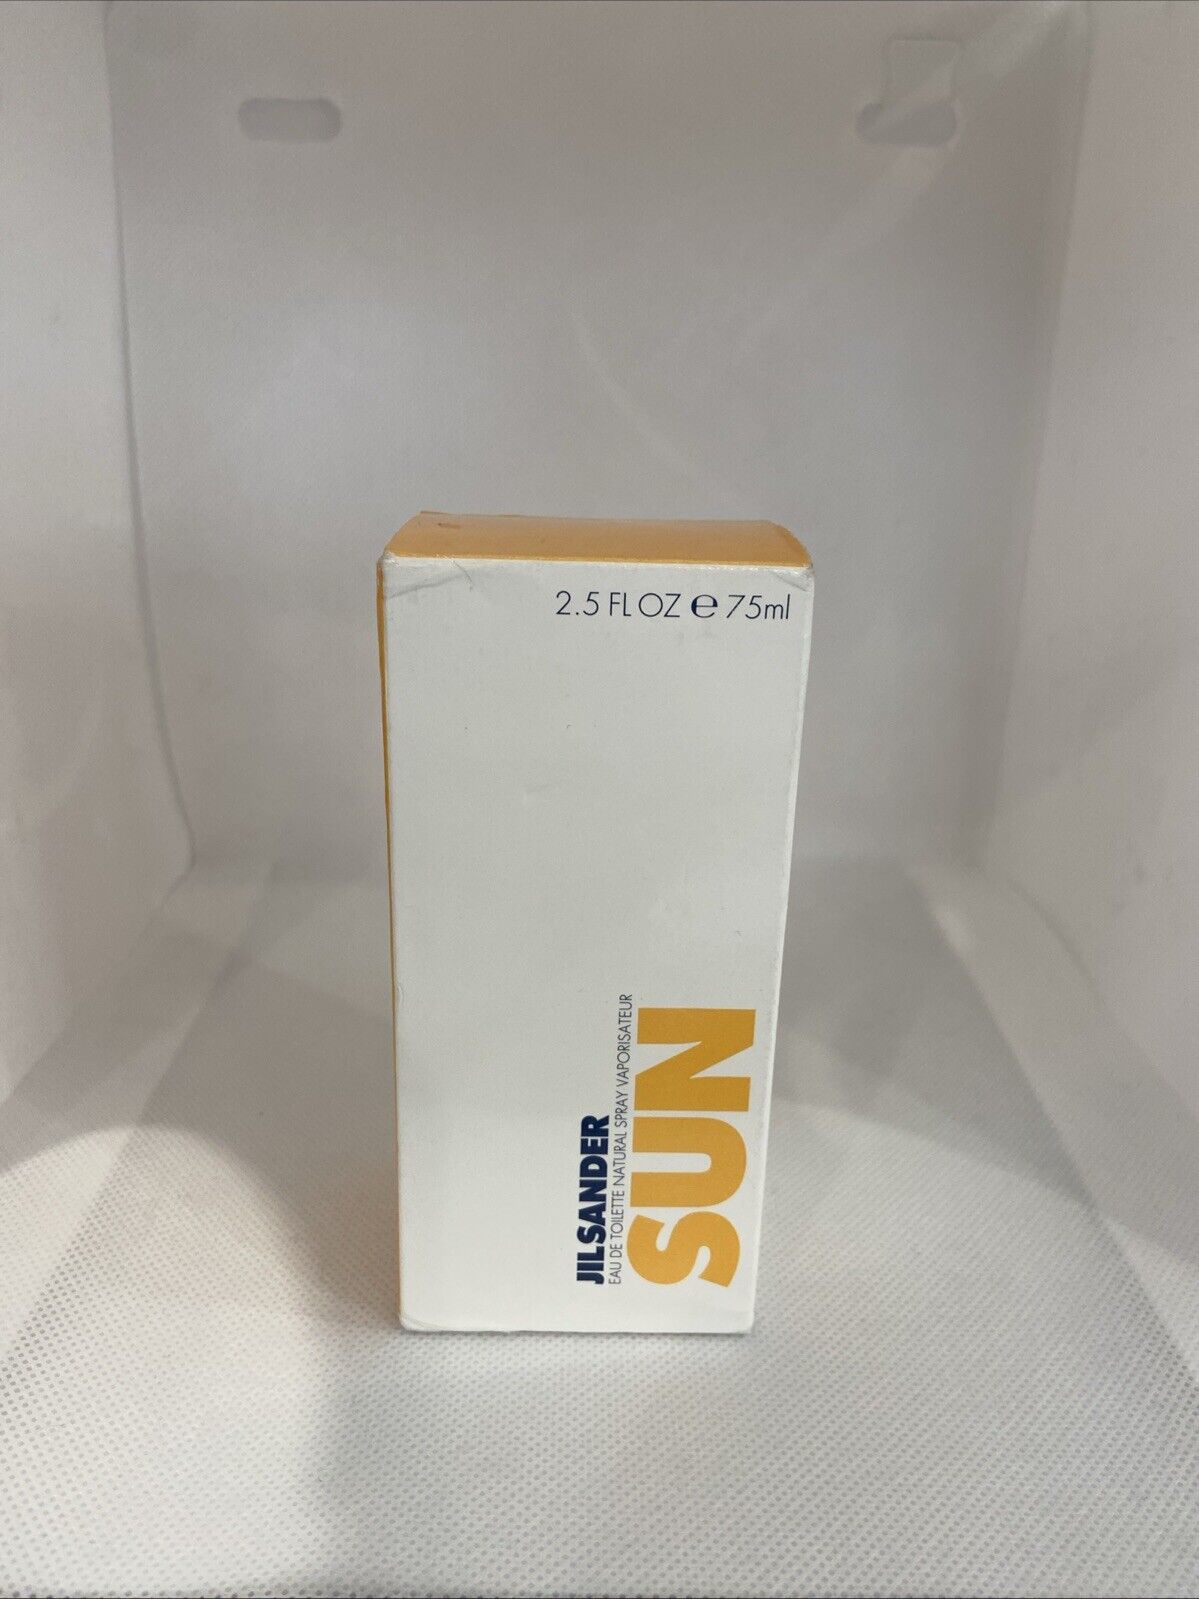 2.5 FL OZ ℮ 75ml
JILSANDER
EAU DE TOILETTE NATURAL SPRAY VAPORISATEUR
SUN